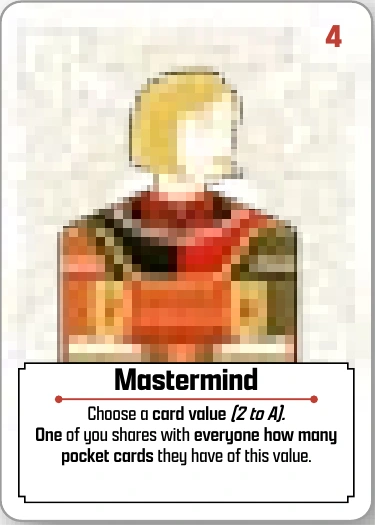 4
Mastermind
Choose a card value (2 to A).
One of you shares with everyone how many
pocket cards they have of this value.